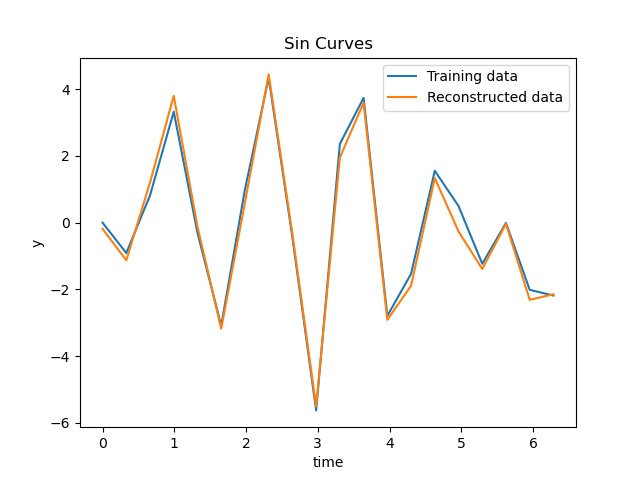 Sin Curves
Training data
Reconstructed data
4
2
0
−2
−4
−6
y
0 1 2 3 4 5 6
time